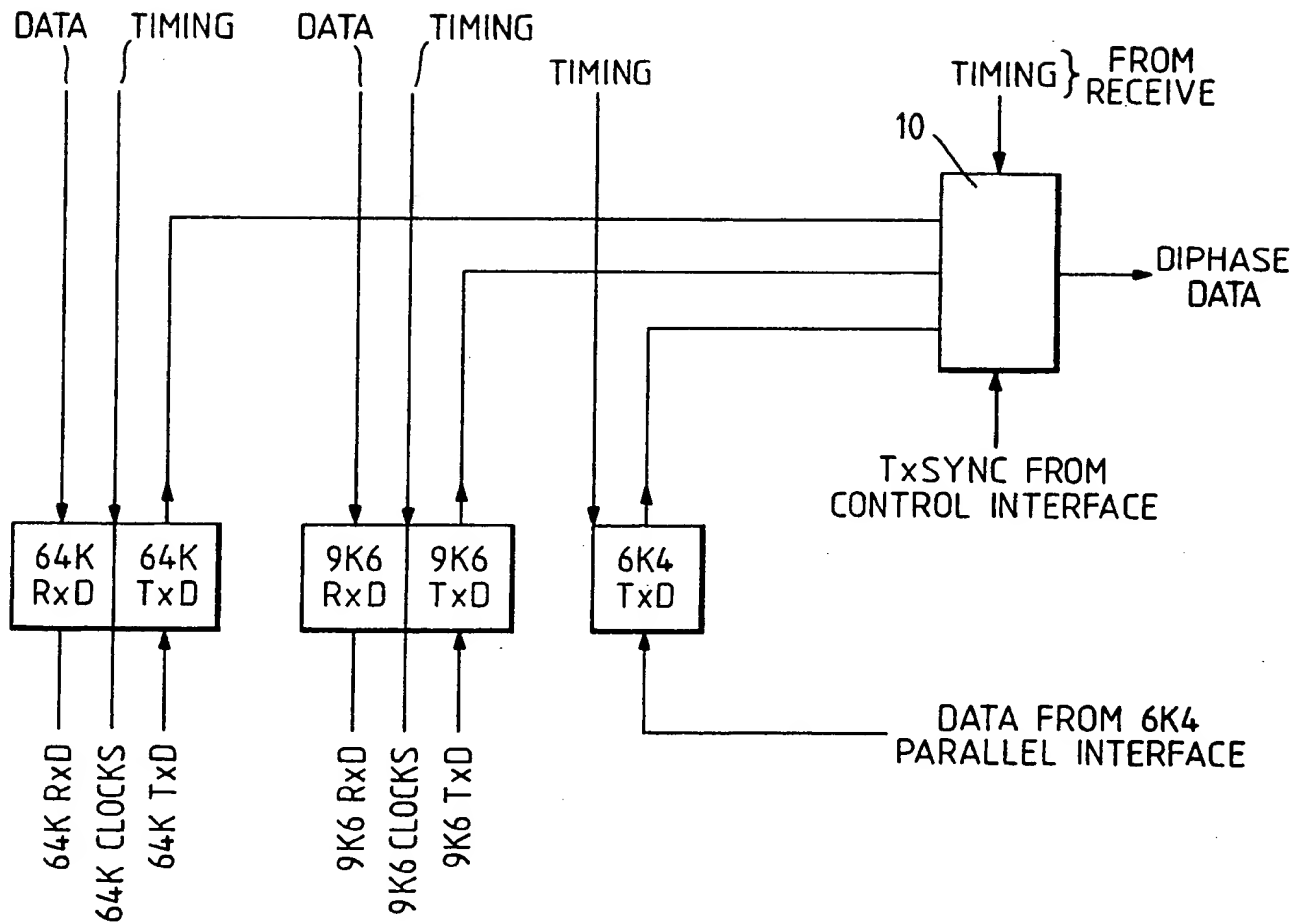 DATA TIMING
DATA TIMING
TIMING
TIMING } FROM
RECEIVE
10
DIPHASE
DATA
TxSYNC FROM
CONTROL INTERFACE
64K
RxD
64K
TxD
9K6
RxD
9K6
TxD
6K4
TxD
DATA FROM 6K4
PARALLEL INTERFACE
64K RxD
64K CLOCKS
64K TxD
9K6 RxD
9K6 CLOCKS
9K6 TxD